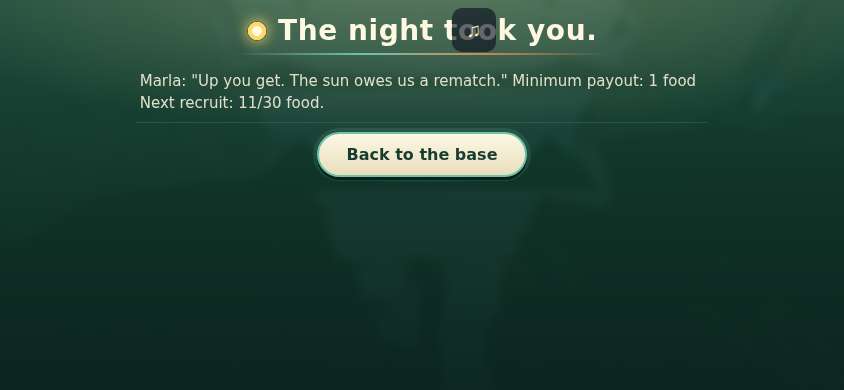 The night took you.
Marla: "Up you get. The sun owes us a rematch." Minimum payout: 1 food
Next recruit: 11/30 food.
Back to the base